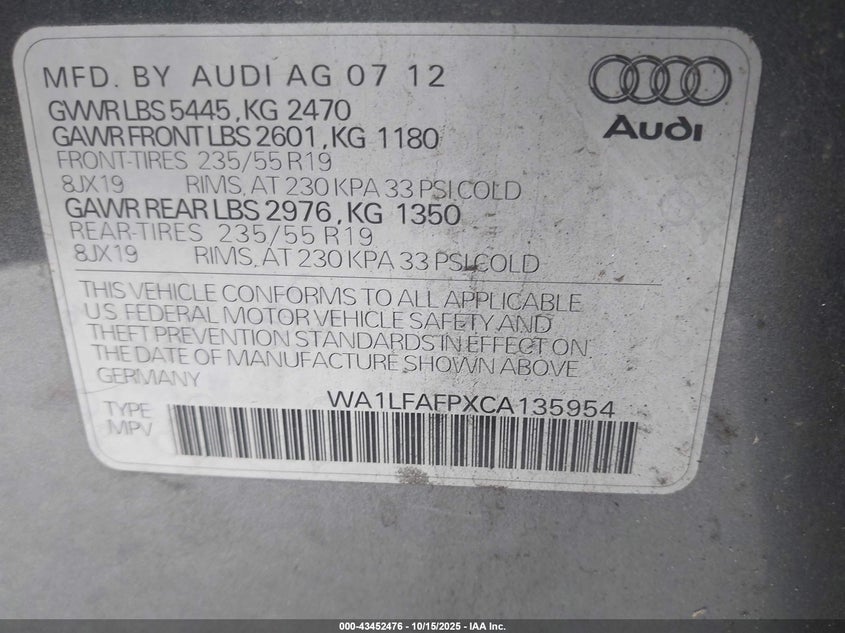 MFD. BY AUDI AG 07 12
GVWR LBS 5445, KG 2470
GAWR FRONT LBS 2601, KG 1180
FRONT-TIRES 235/55 R19
8JX19 RIMS, AT 230 KPA 33 PSI COLD
GAWR REAR LBS 2976, KG 1350
REAR-TIRES 235/55 R19
8JX19 RIMS, AT 230 KPA 33 PSI COLD
Audi
THIS VEHICLE CONFORMS TO ALL APPLICABLE
U.S. FEDERAL MOTOR VEHICLE SAFETY AND
THEFT PREVENTION STANDARDS IN EFFECT ON
THE DATE OF MANUFACTURE SHOWN ABOVE
GERMANY
WA1LFAFPXCA135954
TYPE
MPV
000-43452476 - 10/15/2025 - IAA Inc.